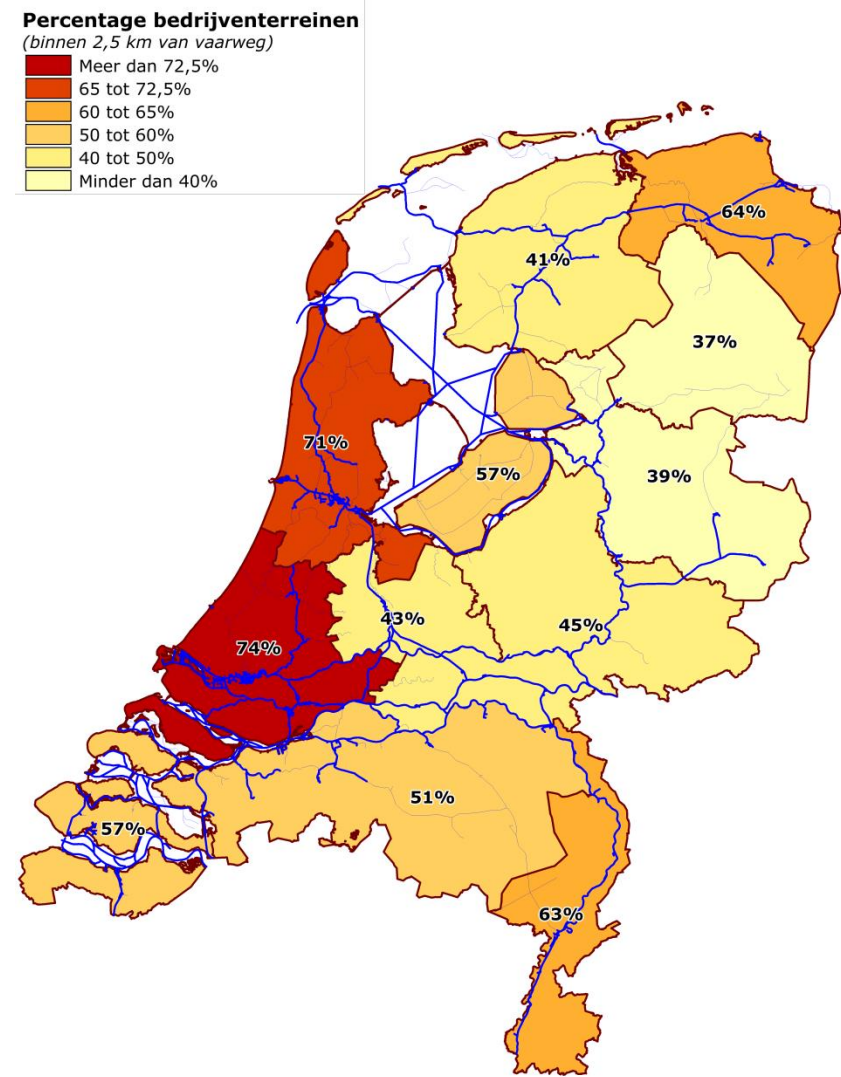 Percentage bedrijventerreinen
(binnen 2,5 km van vaarweg)
Meer dan 72,5%
65 tot 72,5%
60 tot 65%
50 tot 60%
40 tot 50%
Minder dan 40%
64%
41%
37%
71%
57%
39%
43%
45%
74%
51%
57%
63%